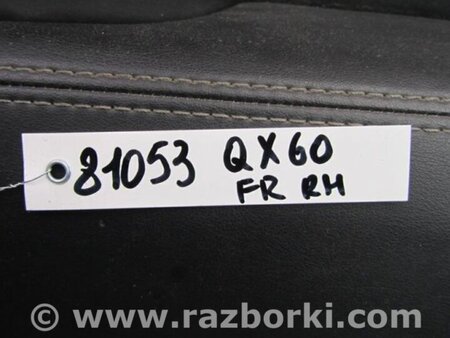 81053 QX60
FR RH
© www.razborki.com